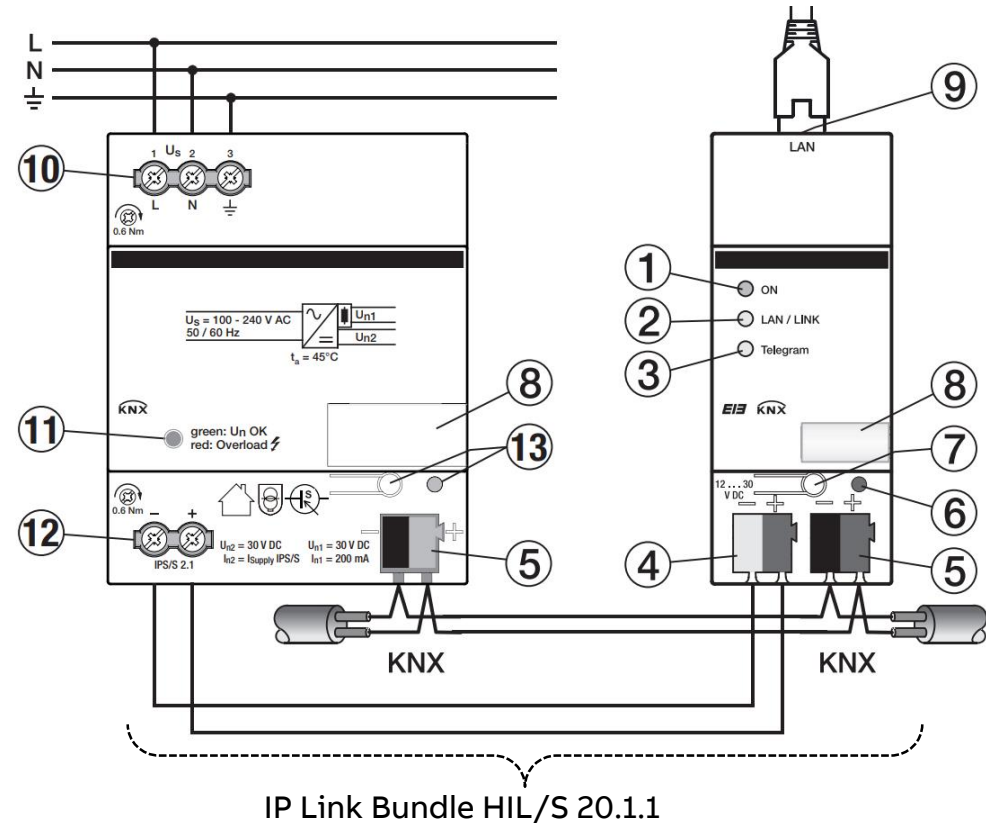 L
N
9
LAN
10
1 Us 2 3
L N
0.6 Nm
1
ON
2
LAN / LINK
3
Telegram
Us = 100 - 240 V AC
50 / 60 Hz
Un1
Un2
ta = 45°C
8
8
EIB KNX
KNX
11
green: Un OK
red: Overload
13
7
0.6 Nm
S
12 ... 30
V DC
6
12
- +
IPS/S 2.1
Un2 = 30 V DC
In2 = ISupply IPS/S
Un1 = 30 V DC
In1 = 200 mA
- +
5
4
- +
- +
5
KNX
KNX
IP Link Bundle HIL/S 20.1.1